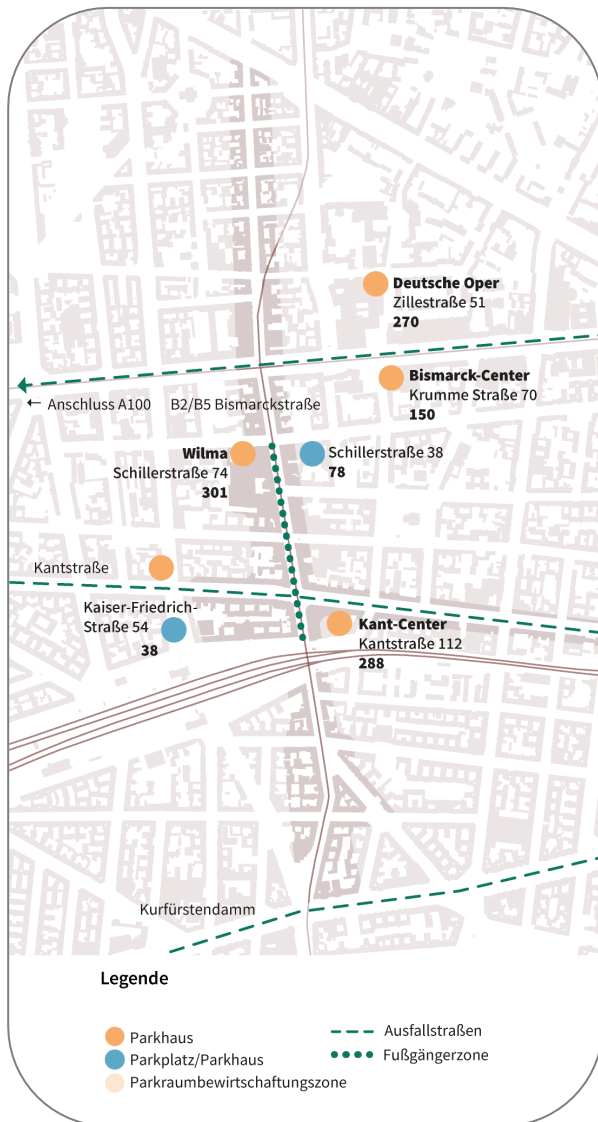 Deutsche Oper
Zillestraße 51
270
Bismarck-Center
Krumme Straße 70
150
← Anschluss A100 B2/B5 Bismarckstraße
Wilma
Schillerstraße 74
301
Schillerstraße 38
78
Kantstraße
Kaiser-Friedrich-
Straße 54
38
Kant-Center
Kantstraße 112
288
Kurfürstendamm
Legende
Parkhaus
Parkplatz/Parkhaus
Parkraumbewirtschaftungszone
Ausfallstraßen
Fußgängerzone